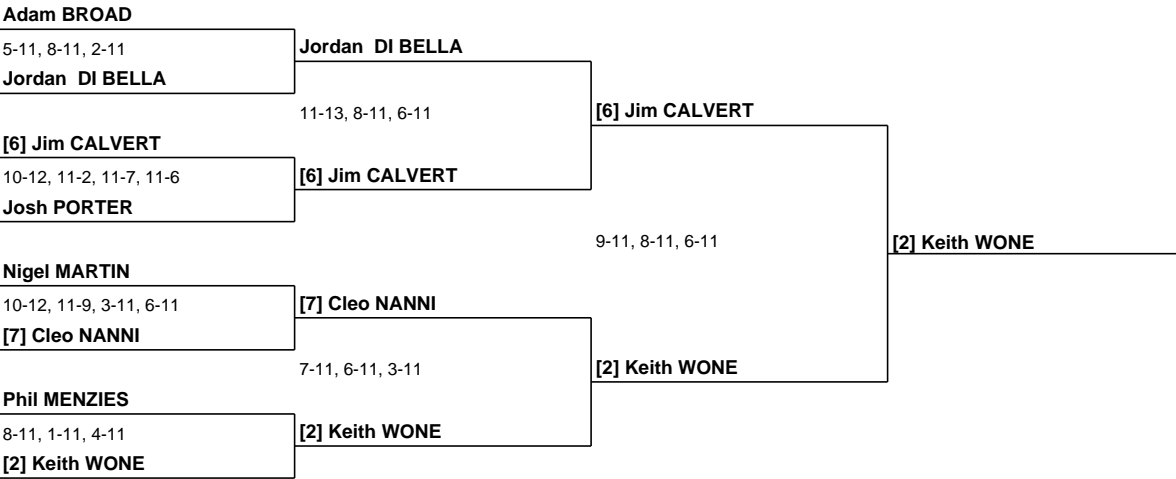 Adam BROAD
5-11, 8-11, 2-11
Jordan  DI BELLA
Jordan  DI BELLA
11-13, 8-11, 6-11
[6] Jim CALVERT
[6] Jim CALVERT
10-12, 11-2, 11-7, 11-6
[6] Jim CALVERT
Josh PORTER
9-11, 8-11, 6-11
[2] Keith WONE
Nigel MARTIN
10-12, 11-9, 3-11, 6-11
[7] Cleo NANNI
[7] Cleo NANNI
7-11, 6-11, 3-11
[2] Keith WONE
Phil MENZIES
8-11, 1-11, 4-11
[2] Keith WONE
[2] Keith WONE